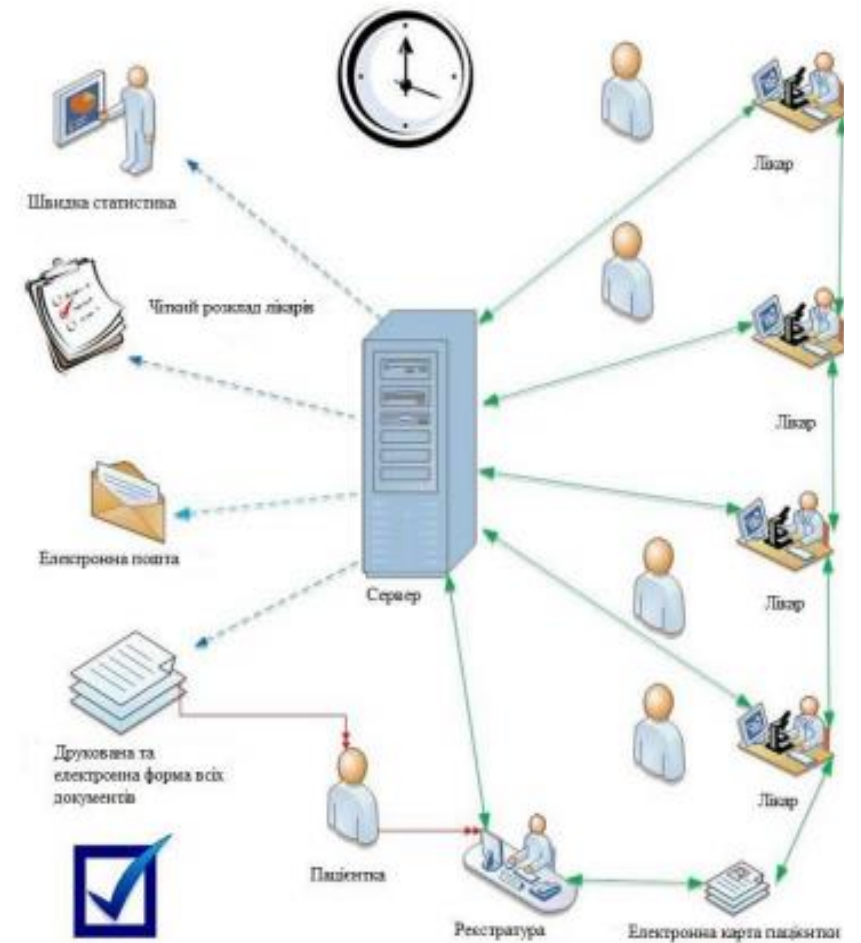 Лікар
Швидка статистика
Чіткий розклад лікарів
Лікар
Електронна пошта
Сервер
Лікар
Друкована та
електронна форма всіх
документів
Лікар
Пацієнтка
Реєстратура
Електронна карта пацієнтки